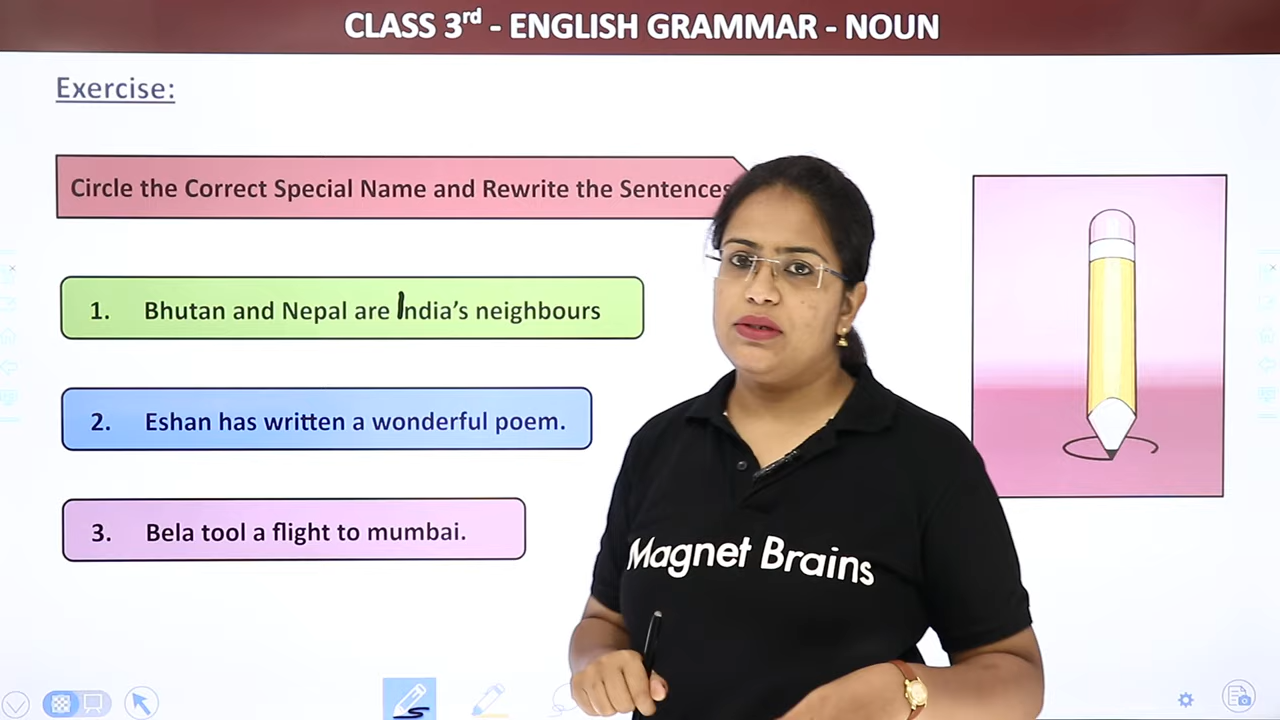 CLASS 3rd - ENGLISH GRAMMAR - NOUN
Exercise:
Circle the Correct Special Name and Rewrite the Sentences
1. Bhutan and Nepal are India's neighbours
2. Eshan has written a wonderful poem.
3. Bela tool a flight to mumbai.
Magnet Brains